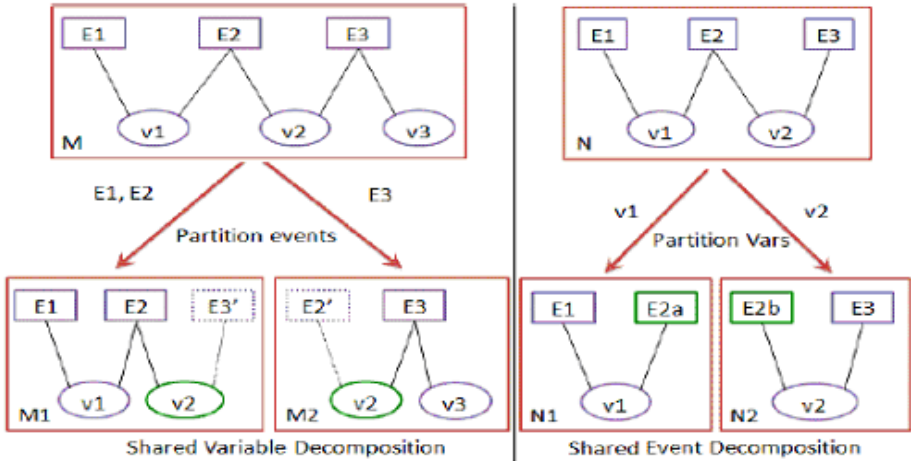 E1 E2 E3
v1 v2 v3
M
E1, E2 E3
Partition events
E1 E2 E3’ E2’ E3
v1 v2 v2 v3
M1 M2
Shared Variable Decomposition
E1 E2 E3
v1 v2
N
v1 v2
Partition Vars
E1 E2a E2b E3
v1 v2
N1 N2
Shared Event Decomposition